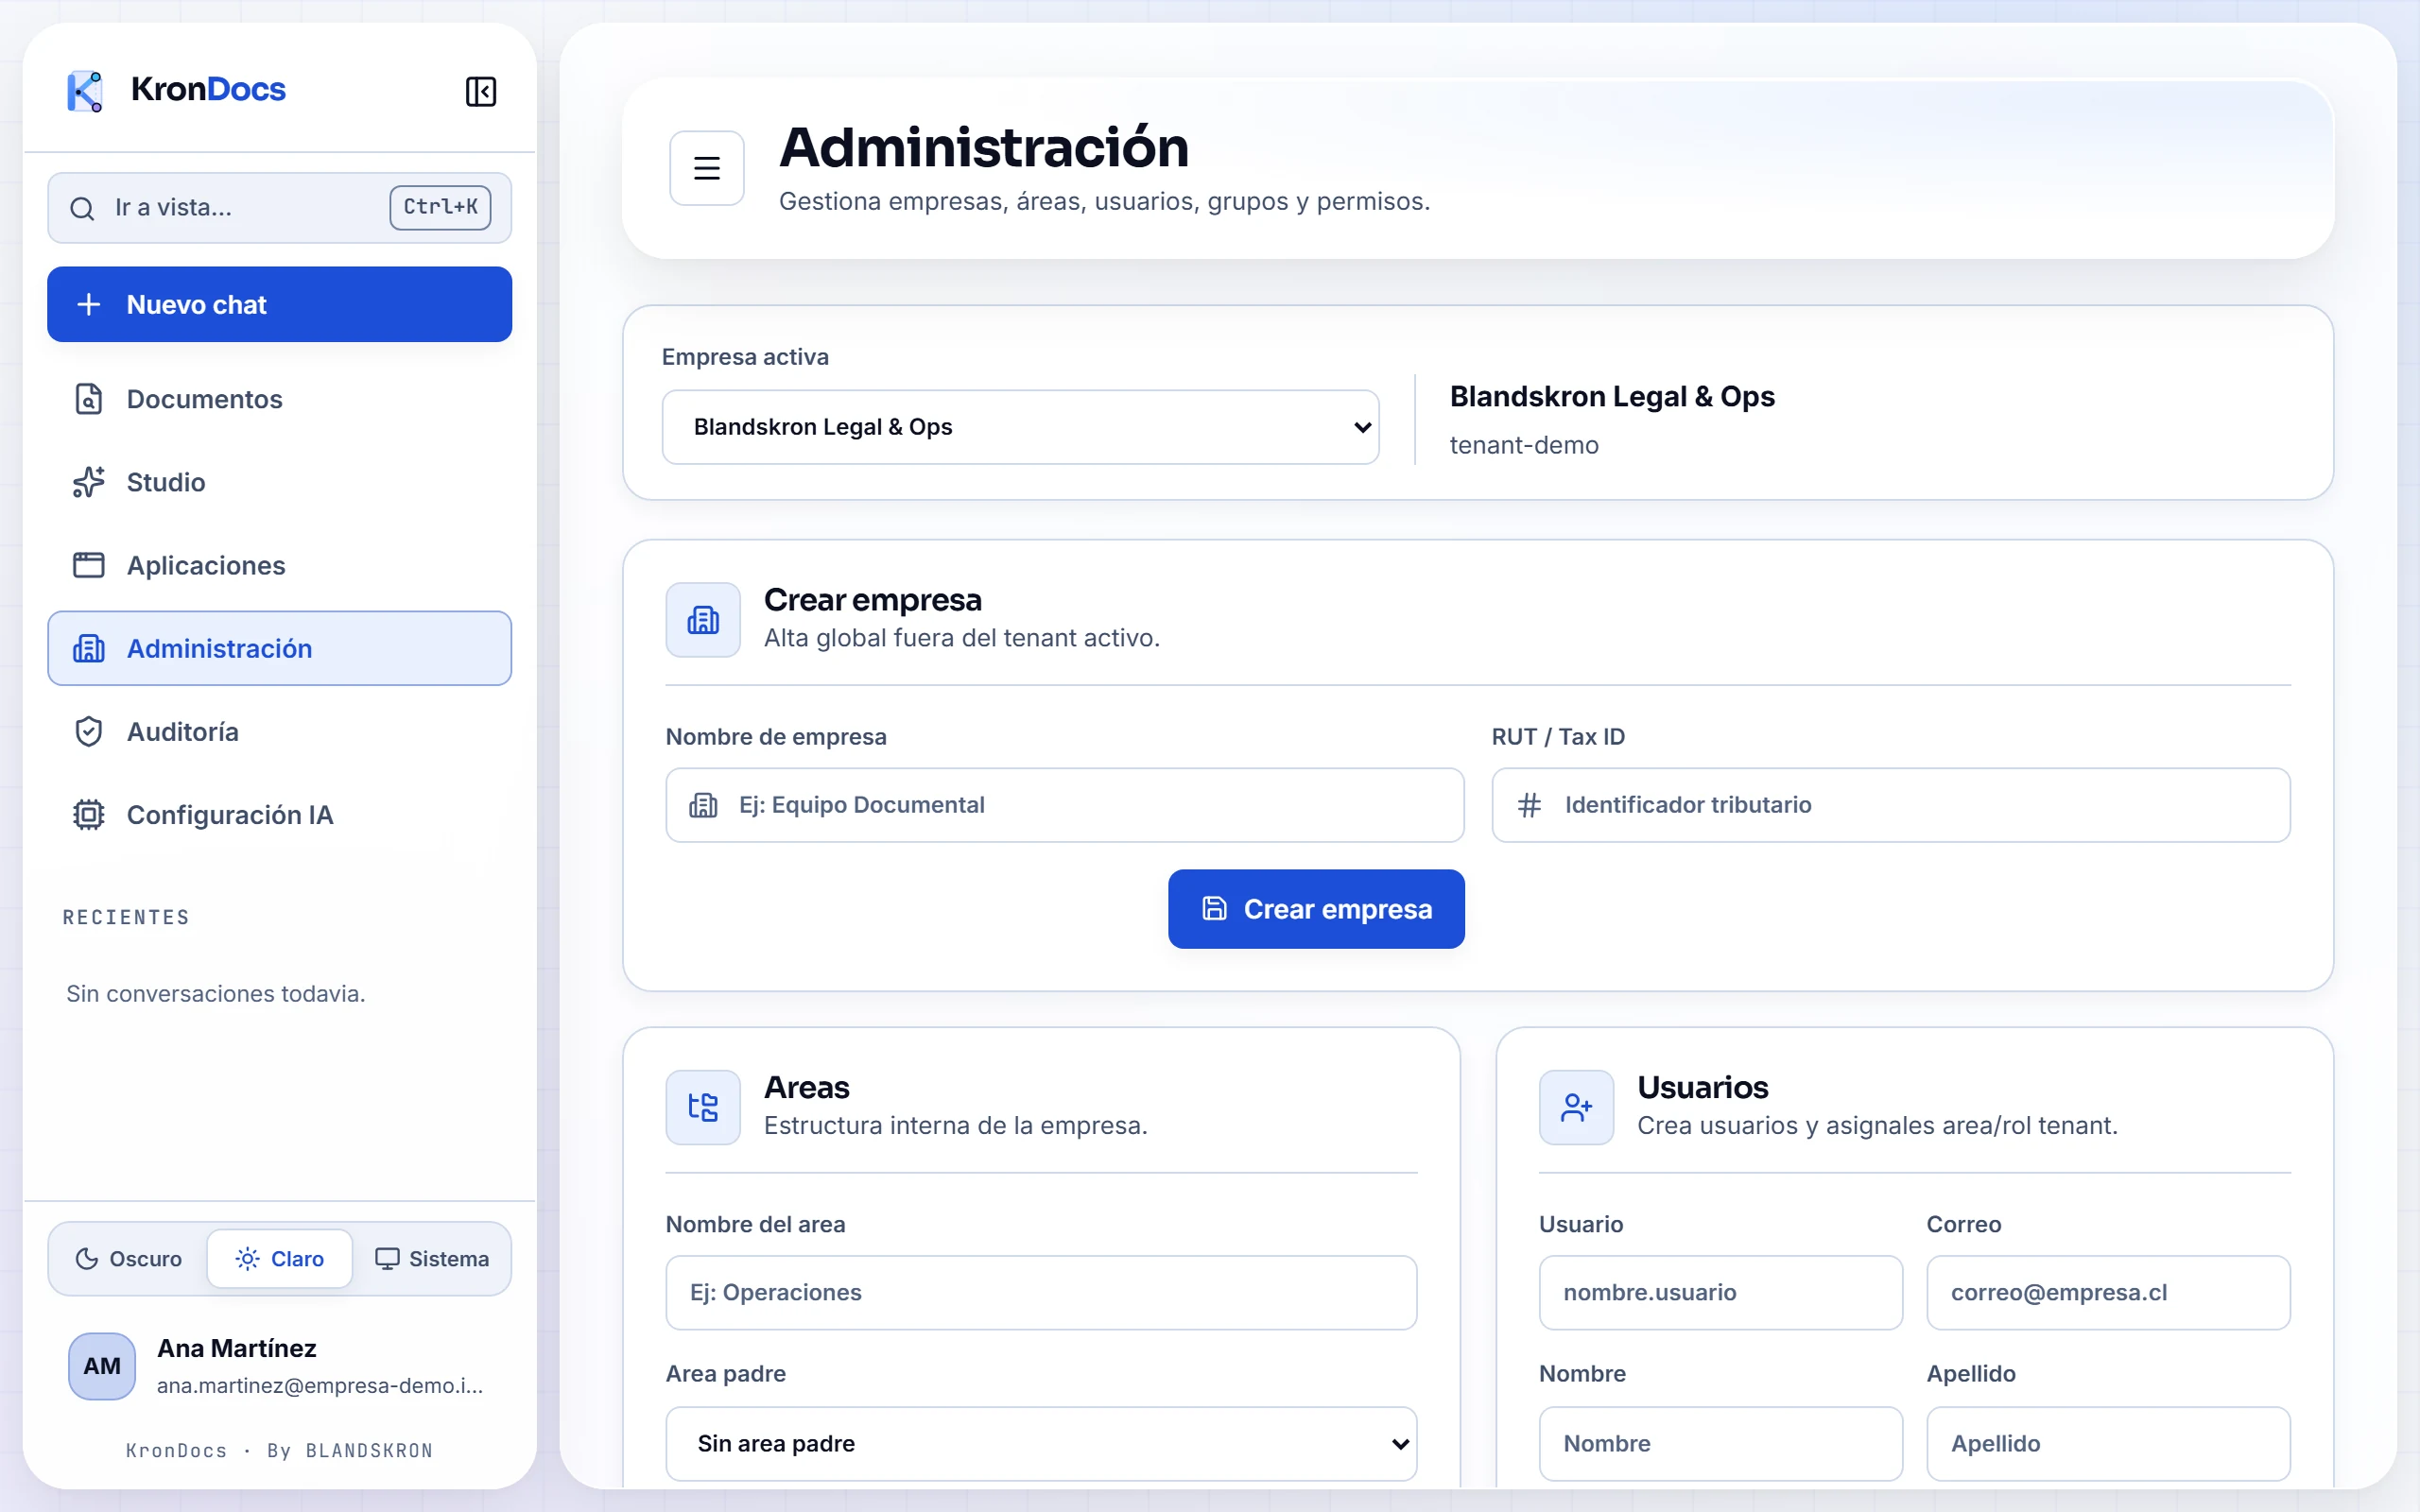 KronDocs
Ir a vista...
Ctrl+K
Nuevo chat
Documentos
Studio
Aplicaciones
Administración
Auditoría
Configuración IA
RECIENTES
Sin conversaciones todavia.
Oscuro
Claro
Sistema
AM
Ana Martínez
ana.martinez@empresa-demo.i...
KronDocs · By BLANDSKRON
Administración
Gestiona empresas, áreas, usuarios, grupos y permisos.
Empresa activa
Blandskron Legal & Ops
Blandskron Legal & Ops
tenant-demo
Crear empresa
Alta global fuera del tenant activo.
Nombre de empresa
RUT / Tax ID
Ej: Equipo Documental
Identificador tributario
Crear empresa
Areas
Estructura interna de la empresa.
Nombre del area
Ej: Operaciones
Area padre
Sin area padre
Usuarios
Crea usuarios y asignales area/rol tenant.
Usuario
Correo
nombre.usuario
correo@empresa.cl
Nombre
Apellido
Nombre
Apellido